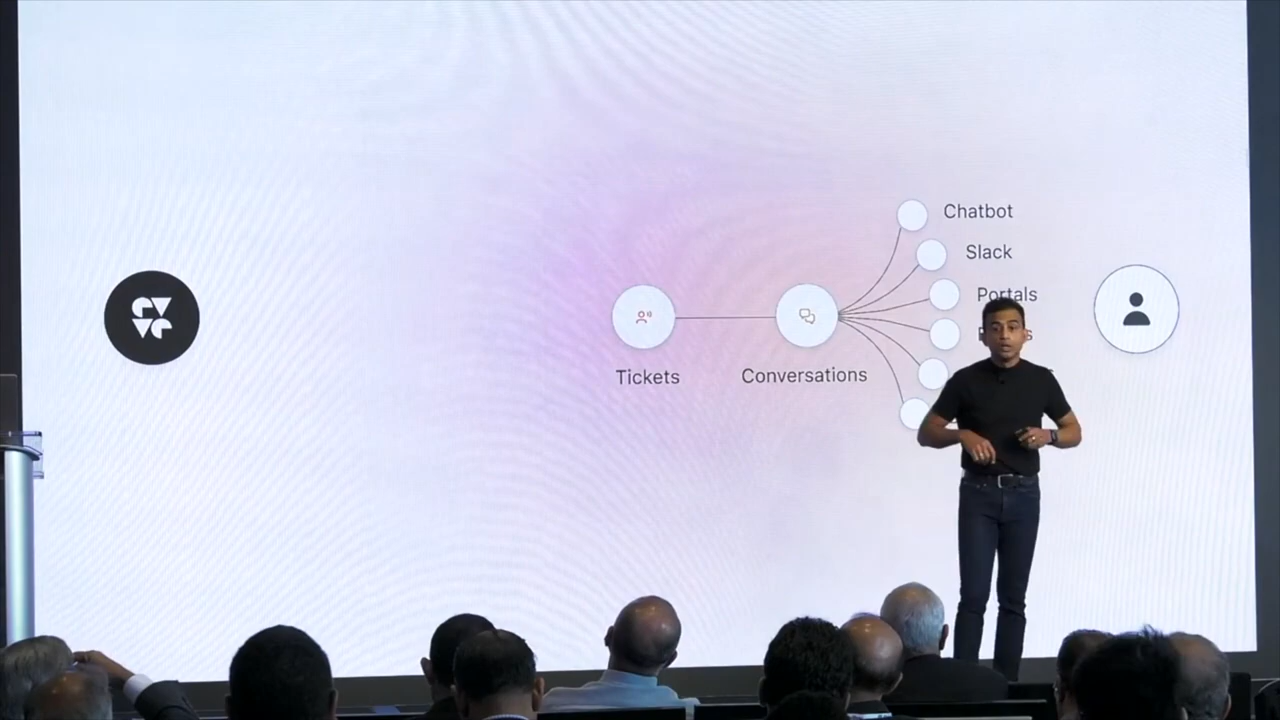 Chatbot
Slack
Portals
Tickets
Conversations